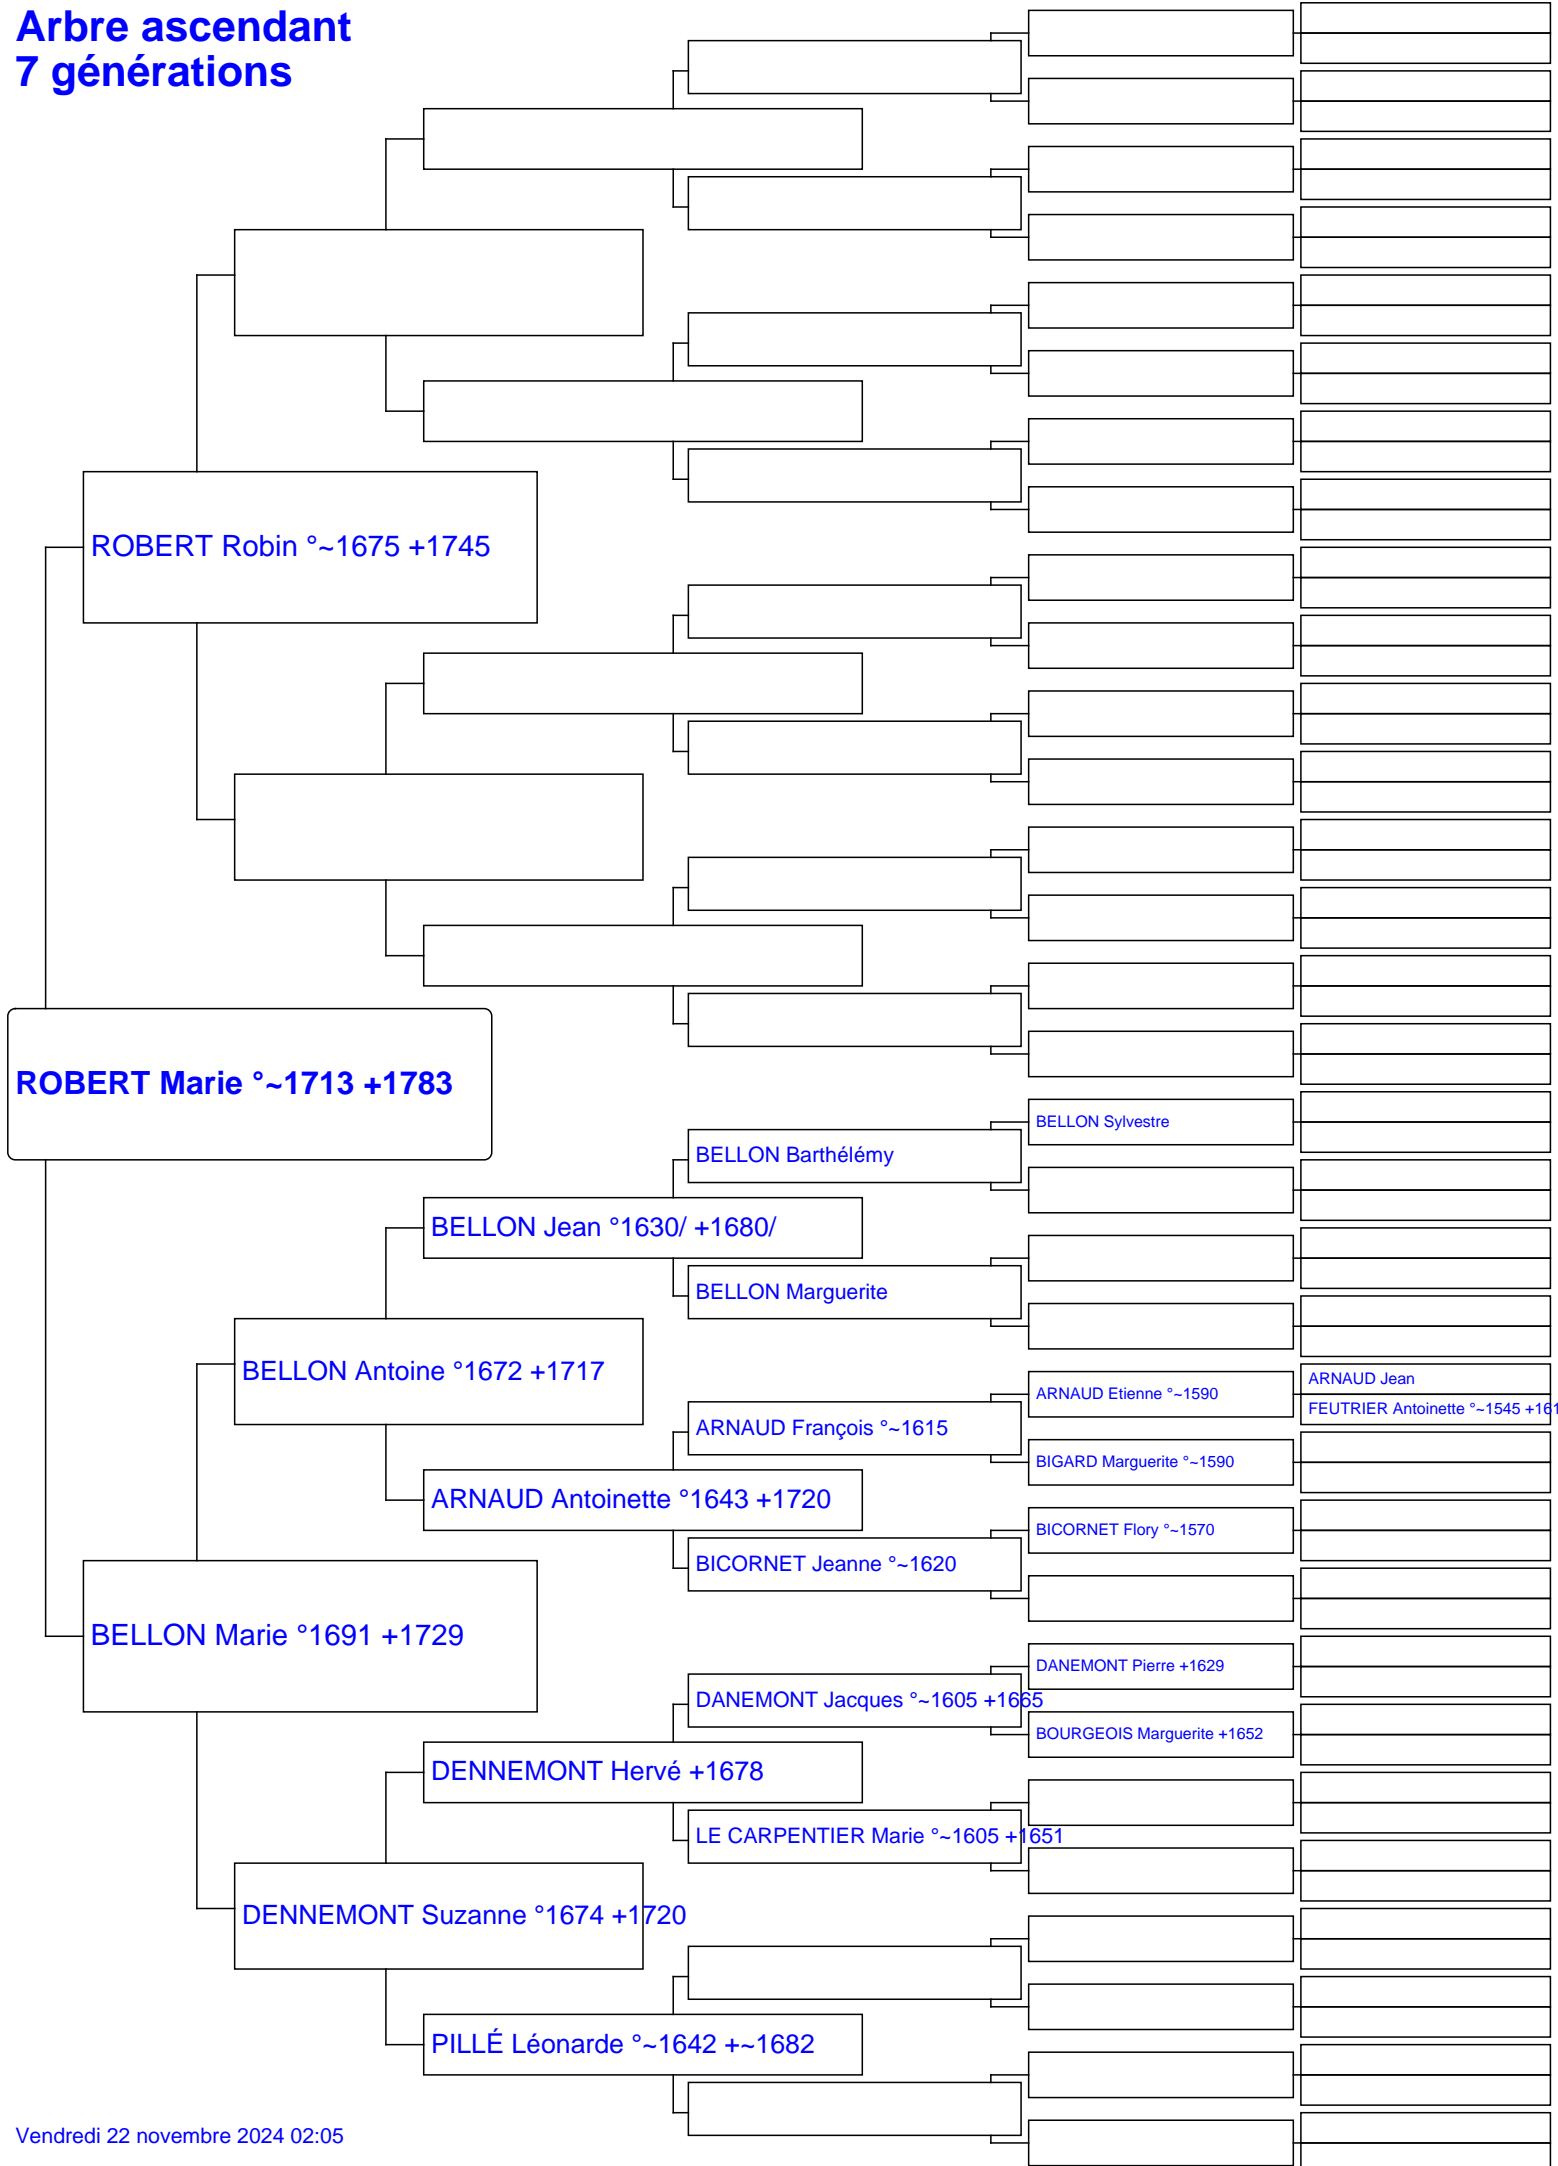 Arbre ascendant
7 générations
ROBERT Robin °~1675 +1745
ROBERT Marie °~1713 +1783
BELLON Sylvestre
BELLON Barthélémy
BELLON Jean °1630/ +1680/
BELLON Marguerite
BELLON Antoine °1672 +1717
ARNAUD Jean
ARNAUD Etienne °~1590
FEUTRIER Antoinette °~1545 +161
ARNAUD François °~1615
BIGARD Marguerite °~1590
ARNAUD Antoinette °1643 +1720
BICORNET Flory °~1570
BICORNET Jeanne °~1620
BELLON Marie °1691 +1729
DANEMONT Pierre +1629
DANEMONT Jacques °~1605 +1665
BOURGEOIS Marguerite +1652
DENNEMONT Hervé +1678
LE CARPENTIER Marie °~1605 +1651
DENNEMONT Suzanne °1674 +1720
PILLÉ Léonarde °~1642 +~1682
Vendredi 22 novembre 2024 02:05